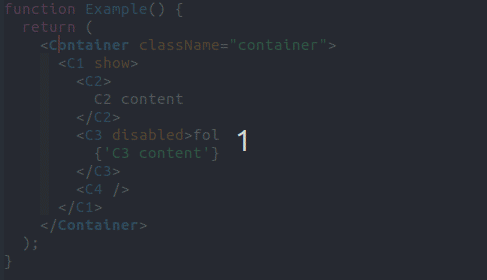 function Example() {
return (
<Container className="container">
<C1 show>
<C2>
C2 content
</C2>
<C3 disabled>fol
{'C3 content'}
</C3>
<C4 />
</C1>
</Container>
);
}
1